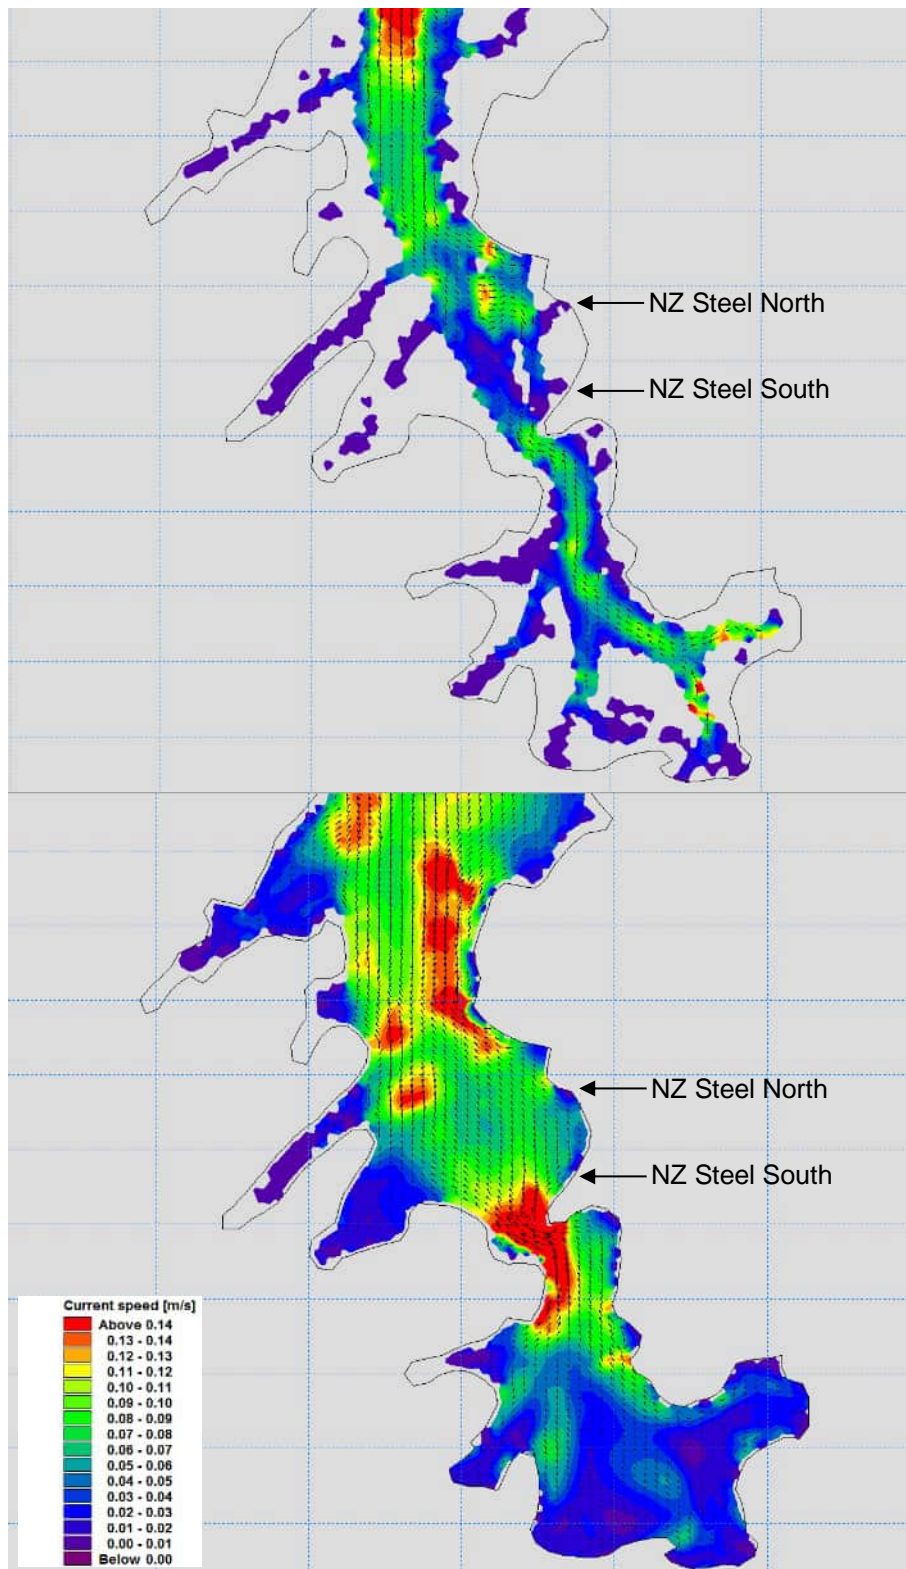 NZ Steel North
NZ Steel South
NZ Steel North
NZ Steel South
Current speed [m/s]
Above 0.14
0.13 - 0.14
0.12 - 0.13
0.11 - 0.12
0.10 - 0.11
0.09 - 0.10
0.08 - 0.09
0.07 - 0.08
0.06 - 0.07
0.05 - 0.06
0.04 - 0.05
0.03 - 0.04
0.02 - 0.03
0.01 - 0.02
0.00 - 0.01
Below 0.00